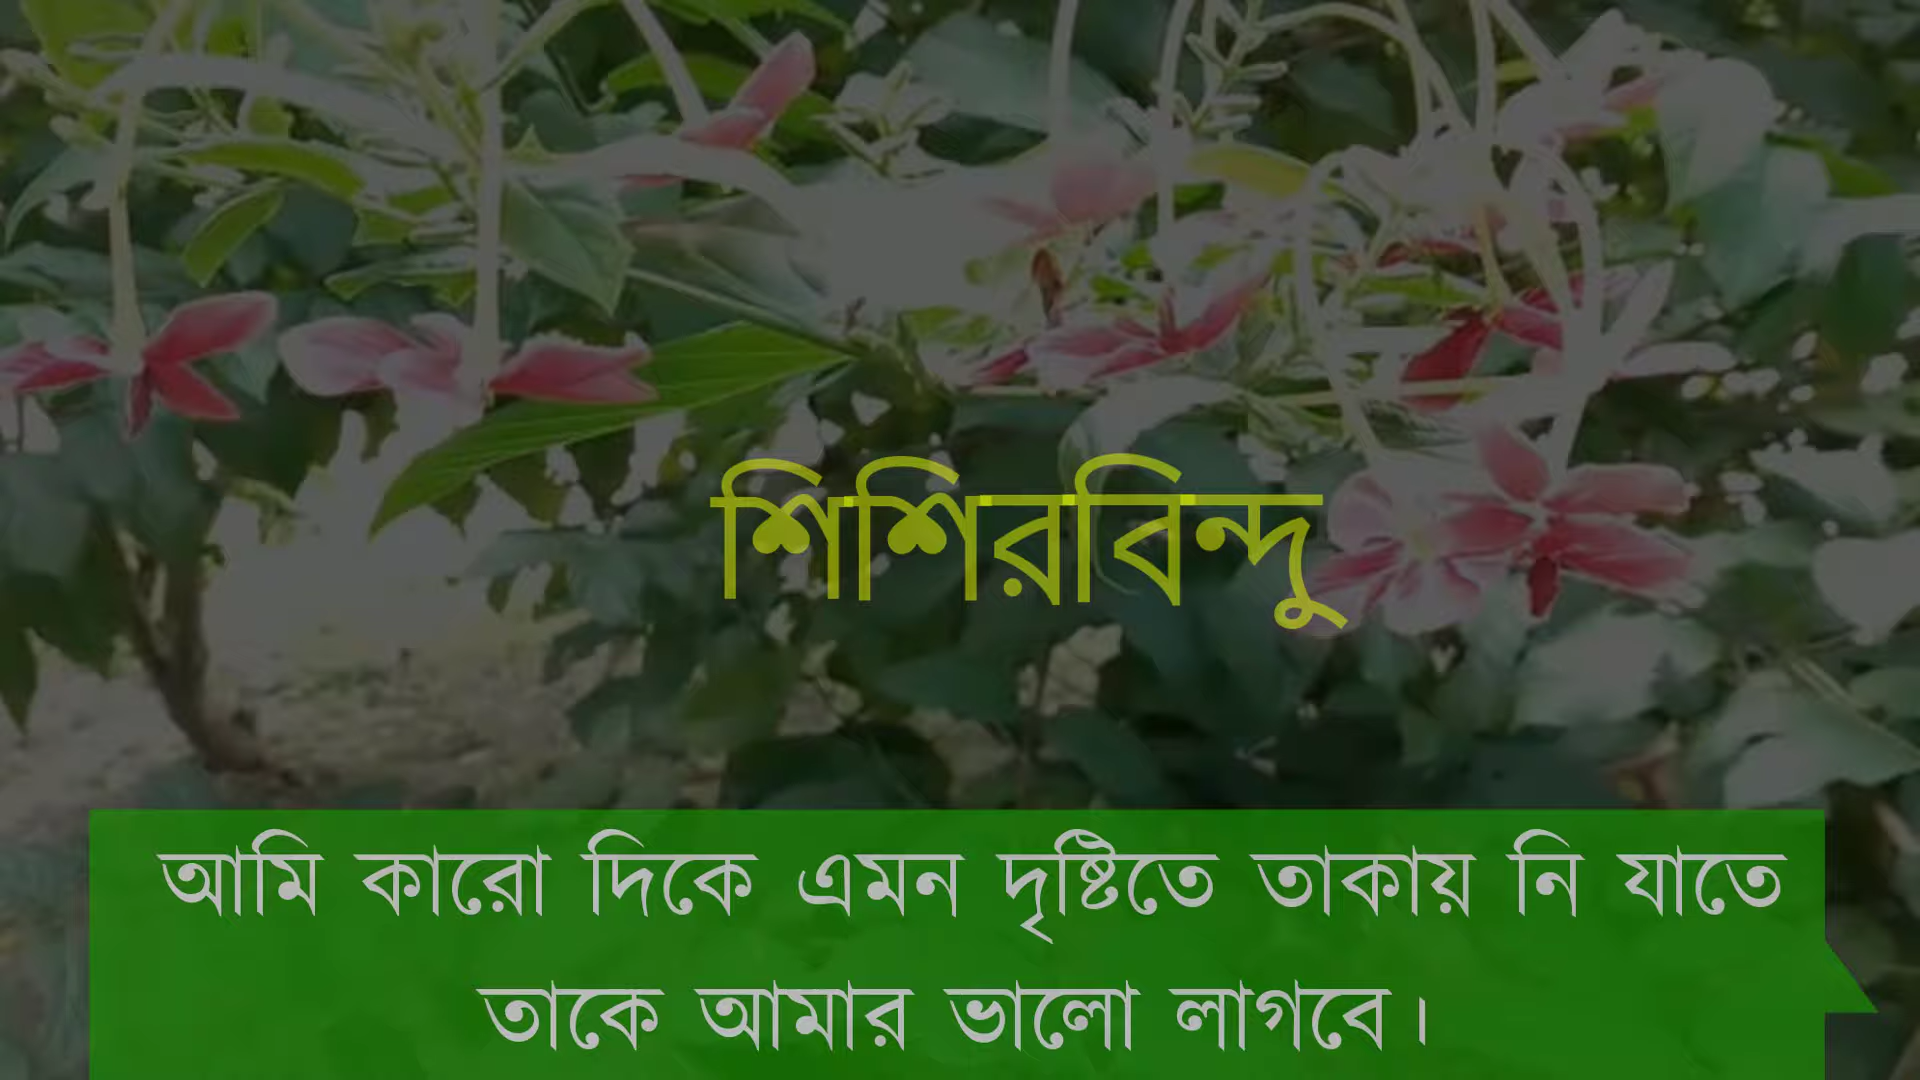 শিশিরবিন্দু
আমি কারো দিকে এমন দৃষ্টিতে তাকায় নি যাতে
তাকে আমার ভালো লাগবে।